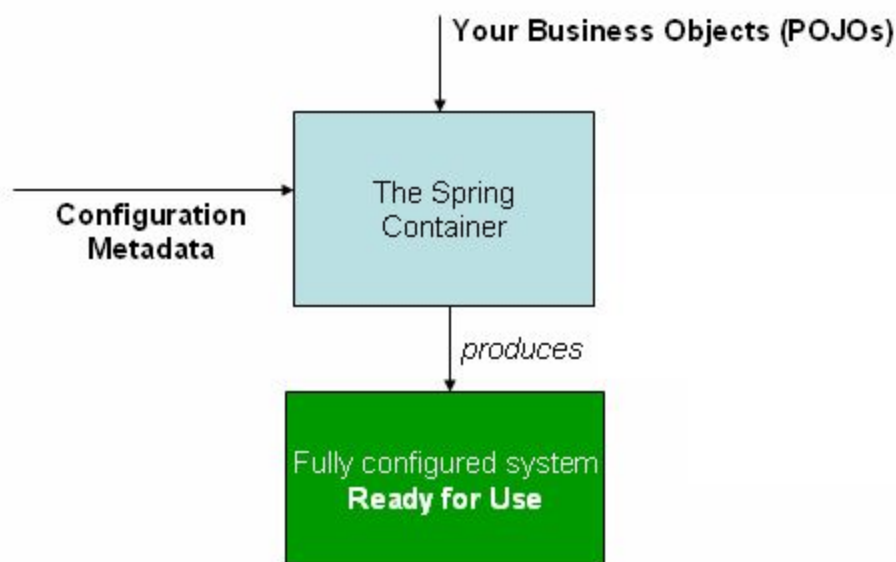 Your Business Objects (POJOs)
The Spring
Container
Configuration
Metadata
produces
Fully configured system
Ready for Use